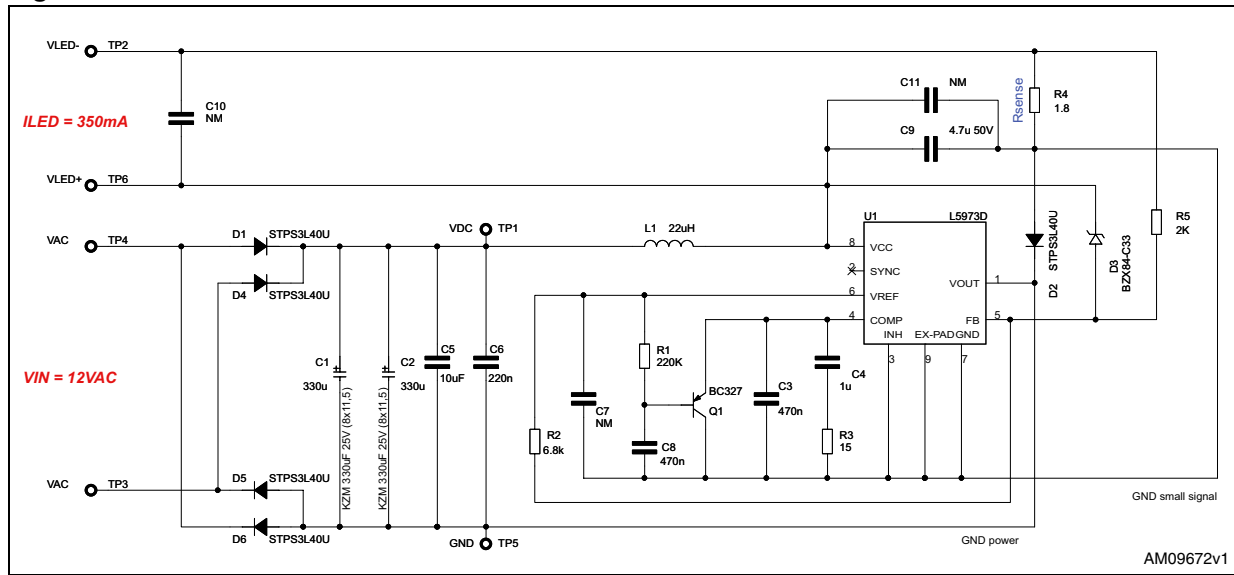 VLED- TP2
C10
NM
ILED = 350mA
C11 NM
C9 4.7u 50V
Rsense
R4
1.8
VLED+ TP6
VAC TP4
D1 STPS3L40U
D4 STPS3L40U
VDC TP1
L1 22uH
U1 L5973D
8 VCC
2 SYNC
6 VREF
4 COMP
VOUT 1
FB 5
INH EX-PAD GND
3 9 7
D2 STPS3L40U
D3
BZX84-C33
R5
2K
VIN = 12VAC
C1
330u
KZM 330uF 25V (8x11,5)
C2
330u
KZM 330uF 25V (8x11,5)
C5
10uF
C6
220n
R2
6.8k
C7
NM
R1
220K
C8
470n
BC327
Q1
C3
470n
C4
1u
R3
15
VAC TP3
D5 STPS3L40U
D6 STPS3L40U
GND TP5
GND small signal
GND power
AM09672v1